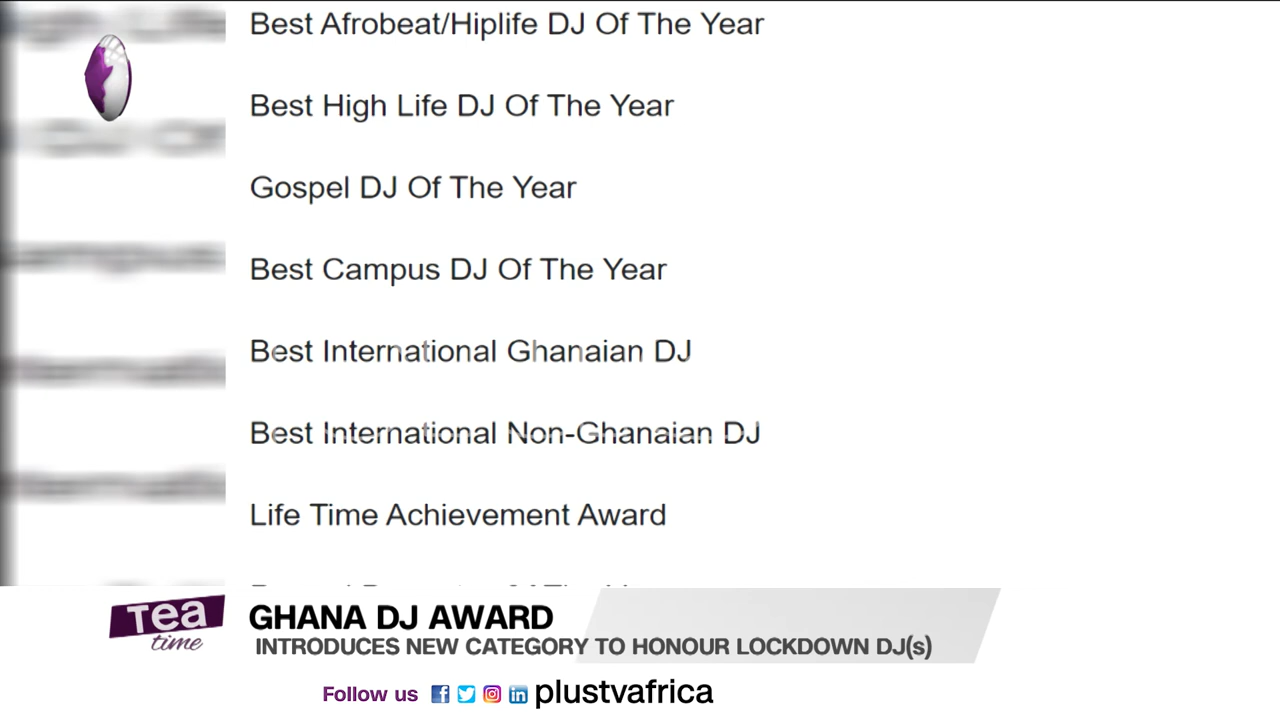 Best Afrobeat/Hiplife DJ Of The Year
Best High Life DJ Of The Year
Gospel DJ Of The Year
Best Campus DJ Of The Year
Best International Ghanaian DJ
Best International Non-Ghanaian DJ
Life Time Achievement Award
Tea
time
GHANA DJ AWARD
INTRODUCES NEW CATEGORY TO HONOUR LOCKDOWN DJ(s)
Follow us plustvafrica